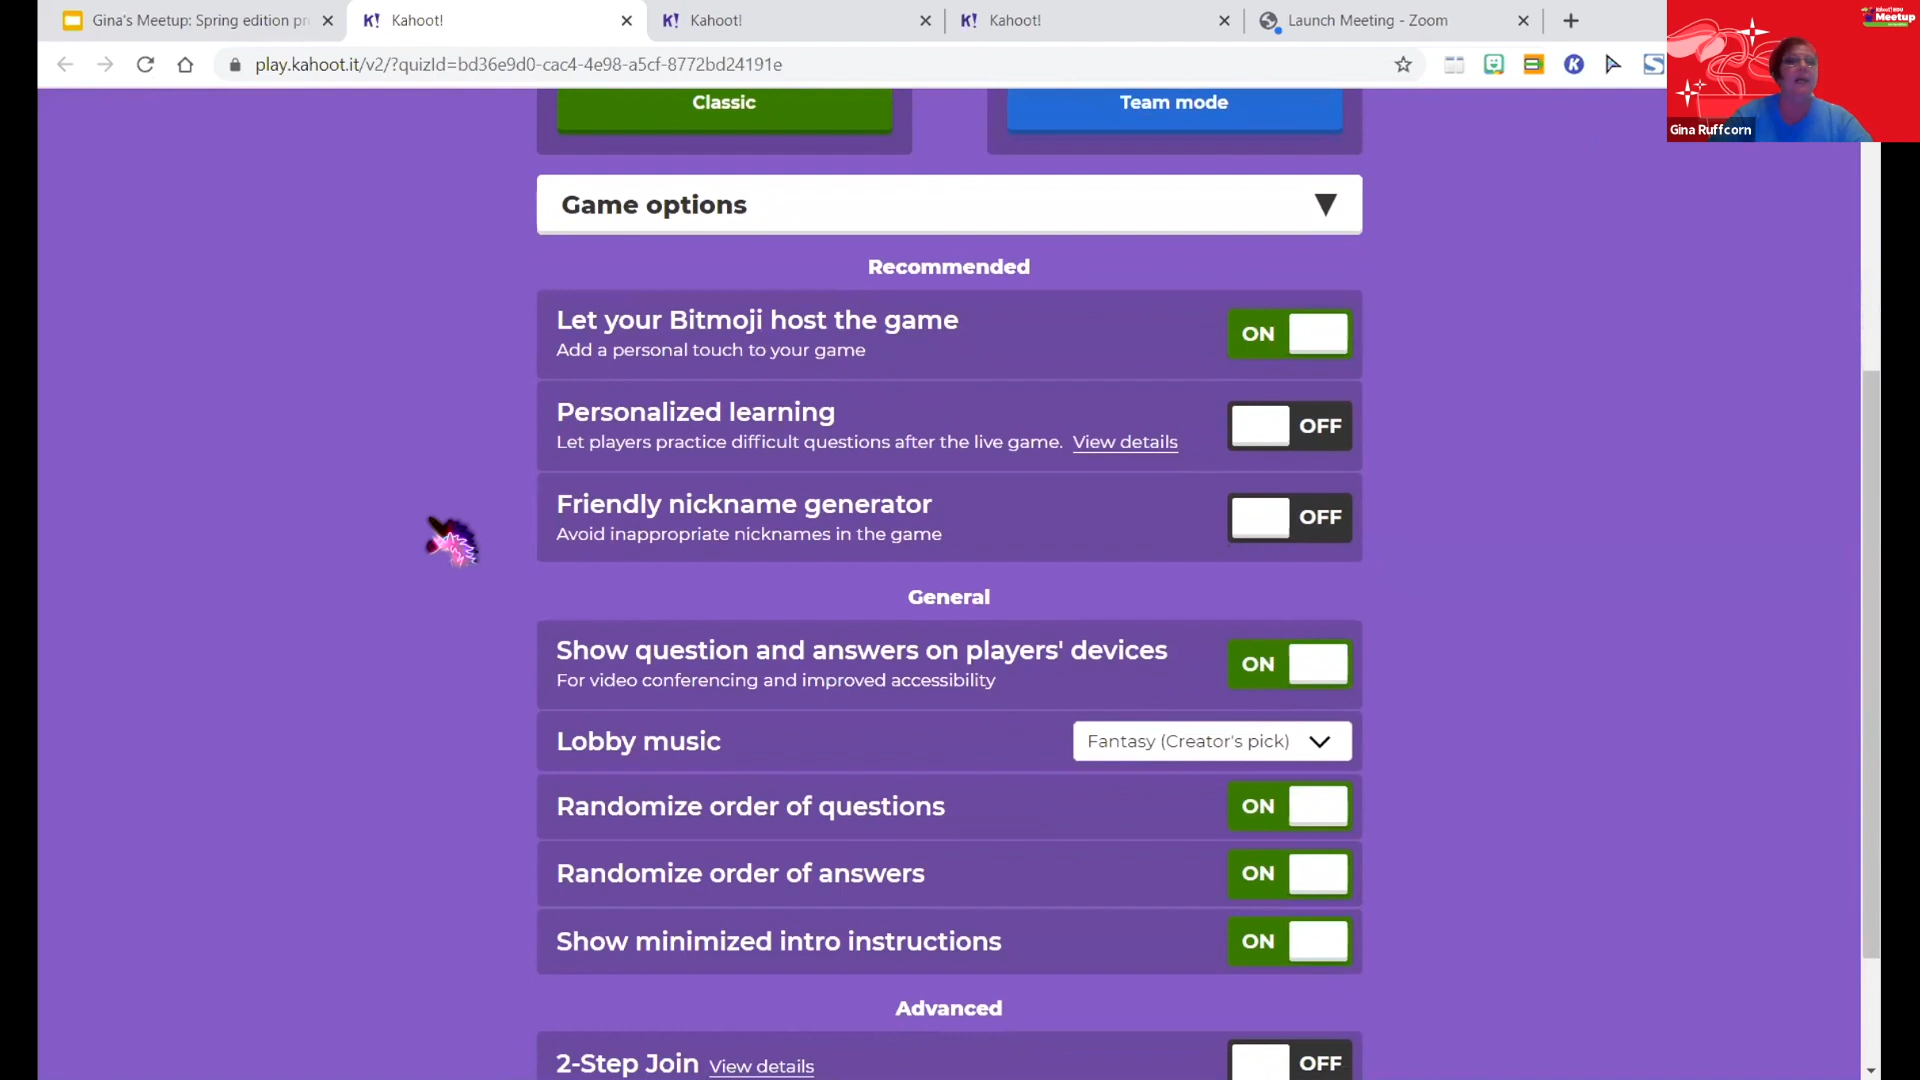 Gina's Meetup: Spring edition pr
Kahoot!
Kahoot!
Kahoot!
Launch Meeting - Zoom
play.kahoot.it/v2/?quizId=bd36e9d0-cac4-4e98-a5cf-8772bd24191e
Meetup
Gina Ruffcorn
Classic
Team mode
Game options
Recommended
Let your Bitmoji host the game
Add a personal touch to your game
ON
Personalized learning
Let players practice difficult questions after the live game. View details
OFF
Friendly nickname generator
Avoid inappropriate nicknames in the game
OFF
General
Show question and answers on players' devices
For video conferencing and improved accessibility
ON
Lobby music
Fantasy (Creator's pick)
Randomize order of questions
ON
Randomize order of answers
ON
Show minimized intro instructions
ON
Advanced
2-Step Join View details
OFF